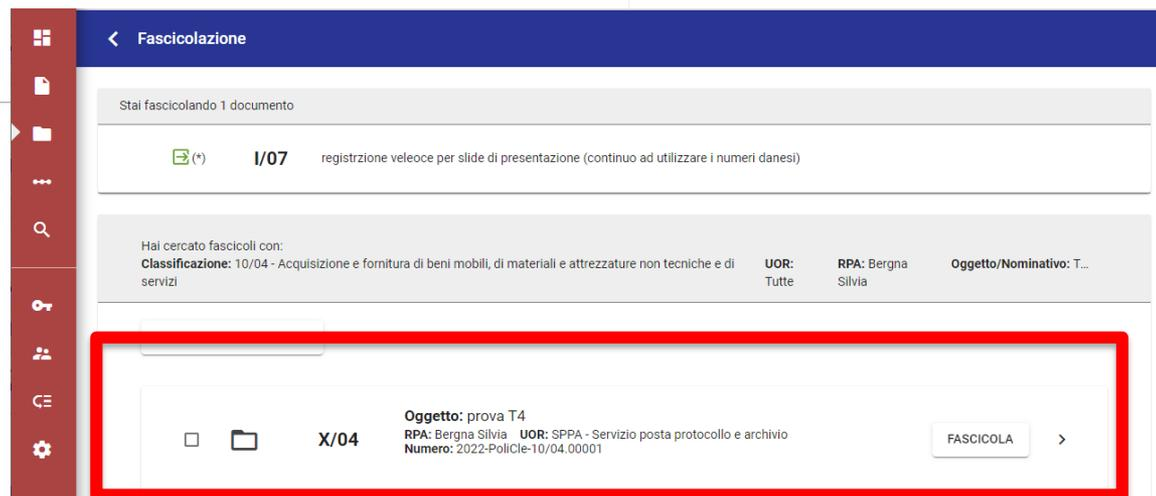 Fascicolazione
Stai fascicolando 1 documento
(*) I/07 registrzione veleoce per slide di presentazione (continuo ad utilizzare i numeri danesi)
Hai cercato fascicoli con:
Classificazione: 10/04 - Acquisizione e fornitura di beni mobili, di materiali e attrezzature non tecniche e di servizi
UOR: Tutte
RPA: Bergna Silvia
Oggetto/Nominativo: T...
X/04
Oggetto: prova T4
RPA: Bergna Silvia UOR: SPPA - Servizio posta protocollo e archivio
Numero: 2022-PoliCle-10/04.00001
FASCICOLA